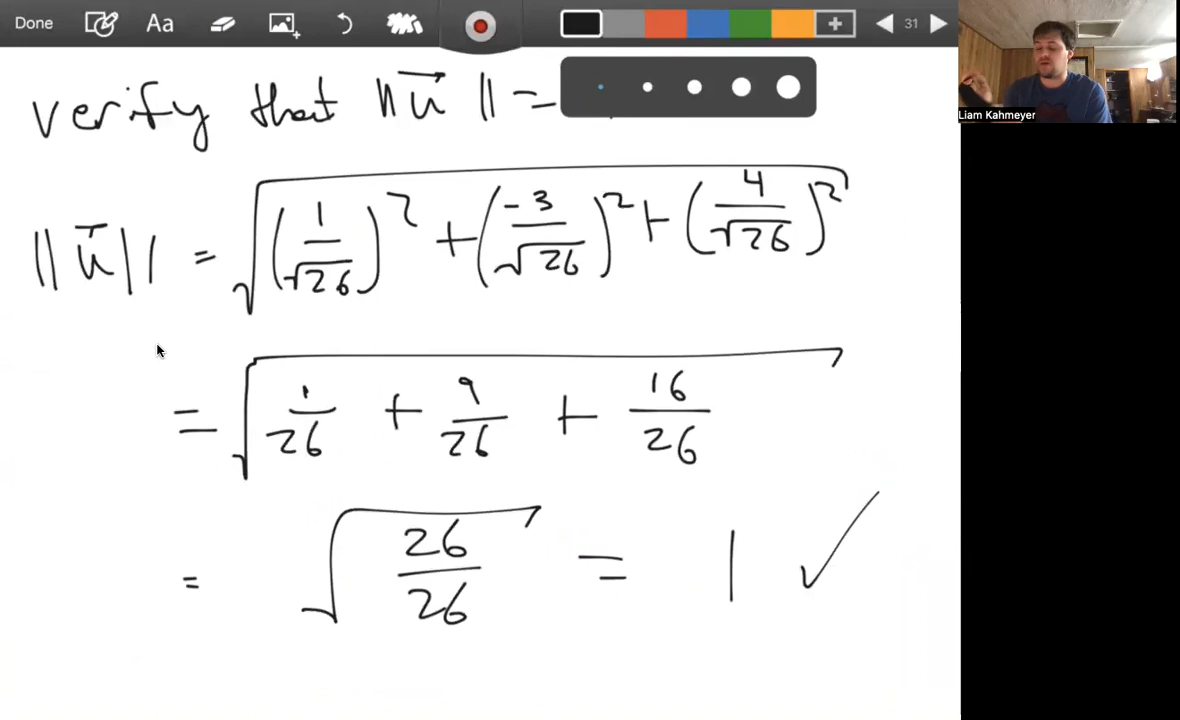 Done Aa 31
Liam Kahmeyer
verify that ||u⃗|| =
||u⃗|| = √((1/√26)² + (-3/√26)² + (4/√26)²)
= √(1/26 + 9/26 + 16/26)
= √(26/26) = 1 ✓